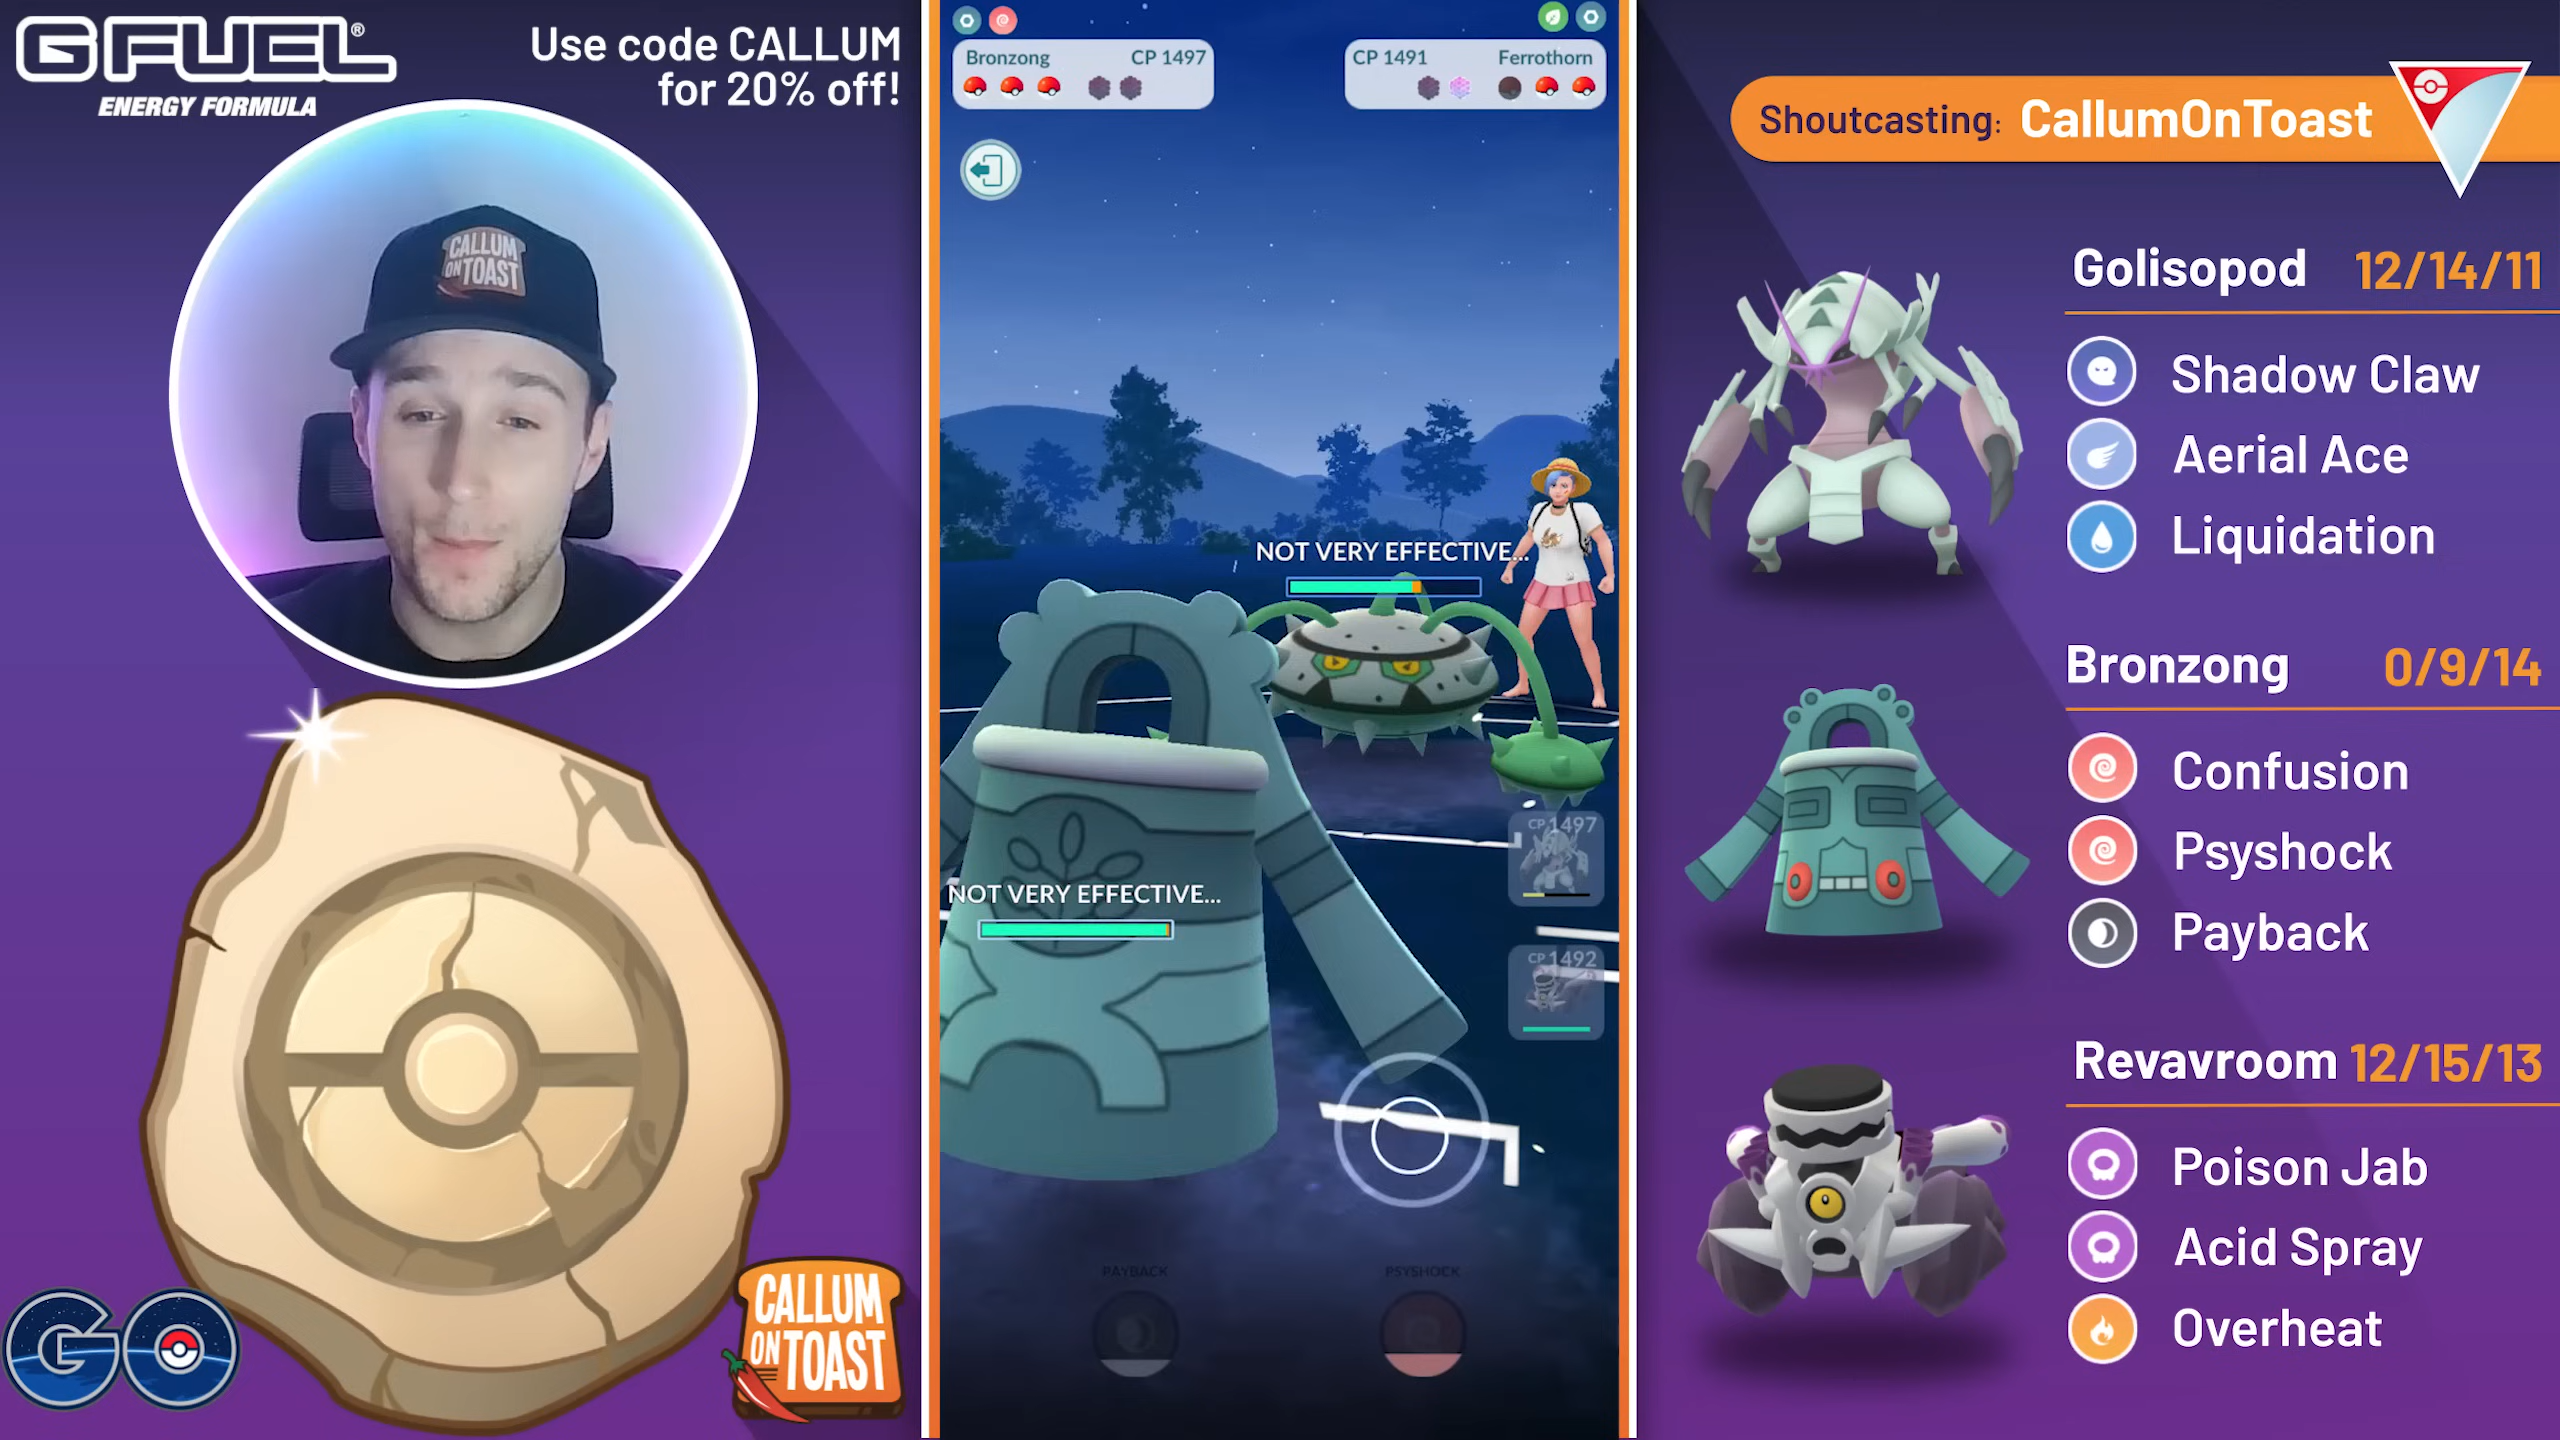 GFUEL®
ENERGY FORMULA
Use code CALLUM
for 20% off!
CALLUM
ON TOAST
GO
CALLUM
ON TOAST
Bronzong CP 1497
CP 1491 Ferrothorn
NOT VERY EFFECTIVE...
NOT VERY EFFECTIVE...
CP 1497
CP 1492
PAYBACK
PSYSHOCK
Shoutcasting: CallumOnToast
Golisopod 12/14/11
Shadow Claw
Aerial Ace
Liquidation
Bronzong 0/9/14
Confusion
Psyshock
Payback
Revavroom 12/15/13
Poison Jab
Acid Spray
Overheat